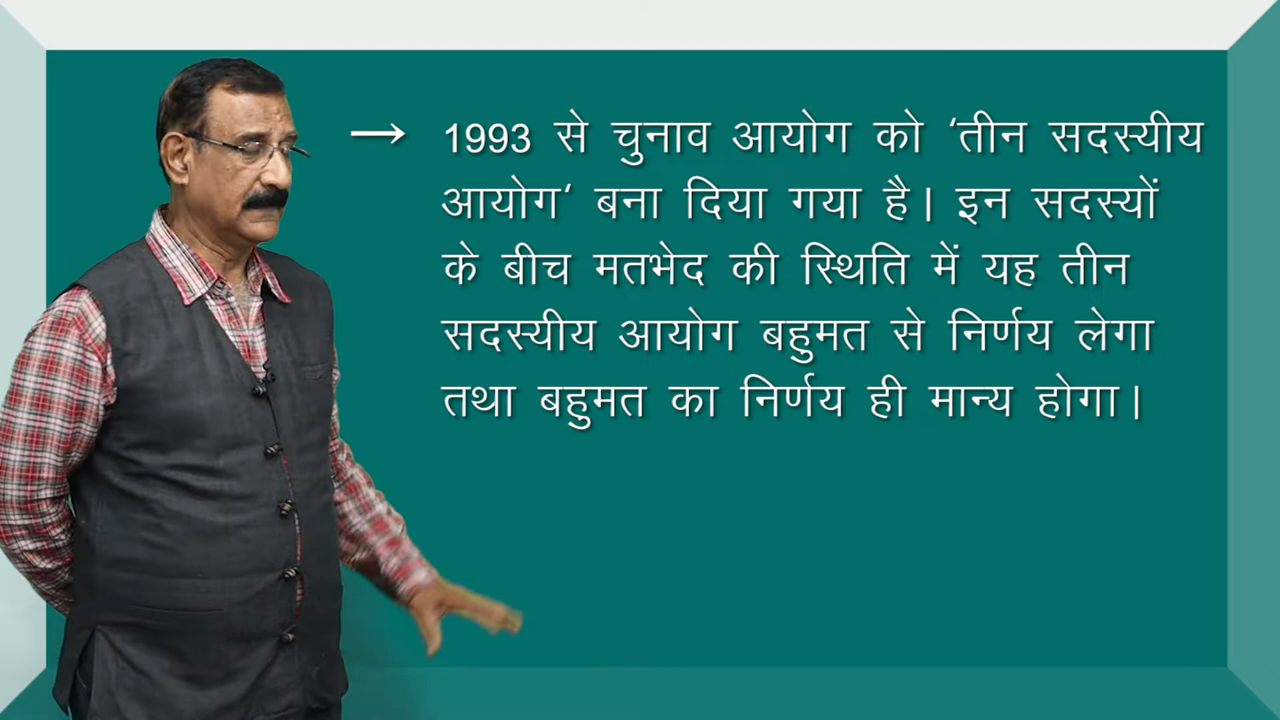 → 1993 से चुनाव आयोग को ‘तीन सदस्यीय
आयोग‘ बना दिया गया है। इन सदस्यों
के बीच मतभेद की स्थिति में यह तीन
सदस्यीय आयोग बहुमत से निर्णय लेगा
तथा बहुमत का निर्णय ही मान्य होगा।